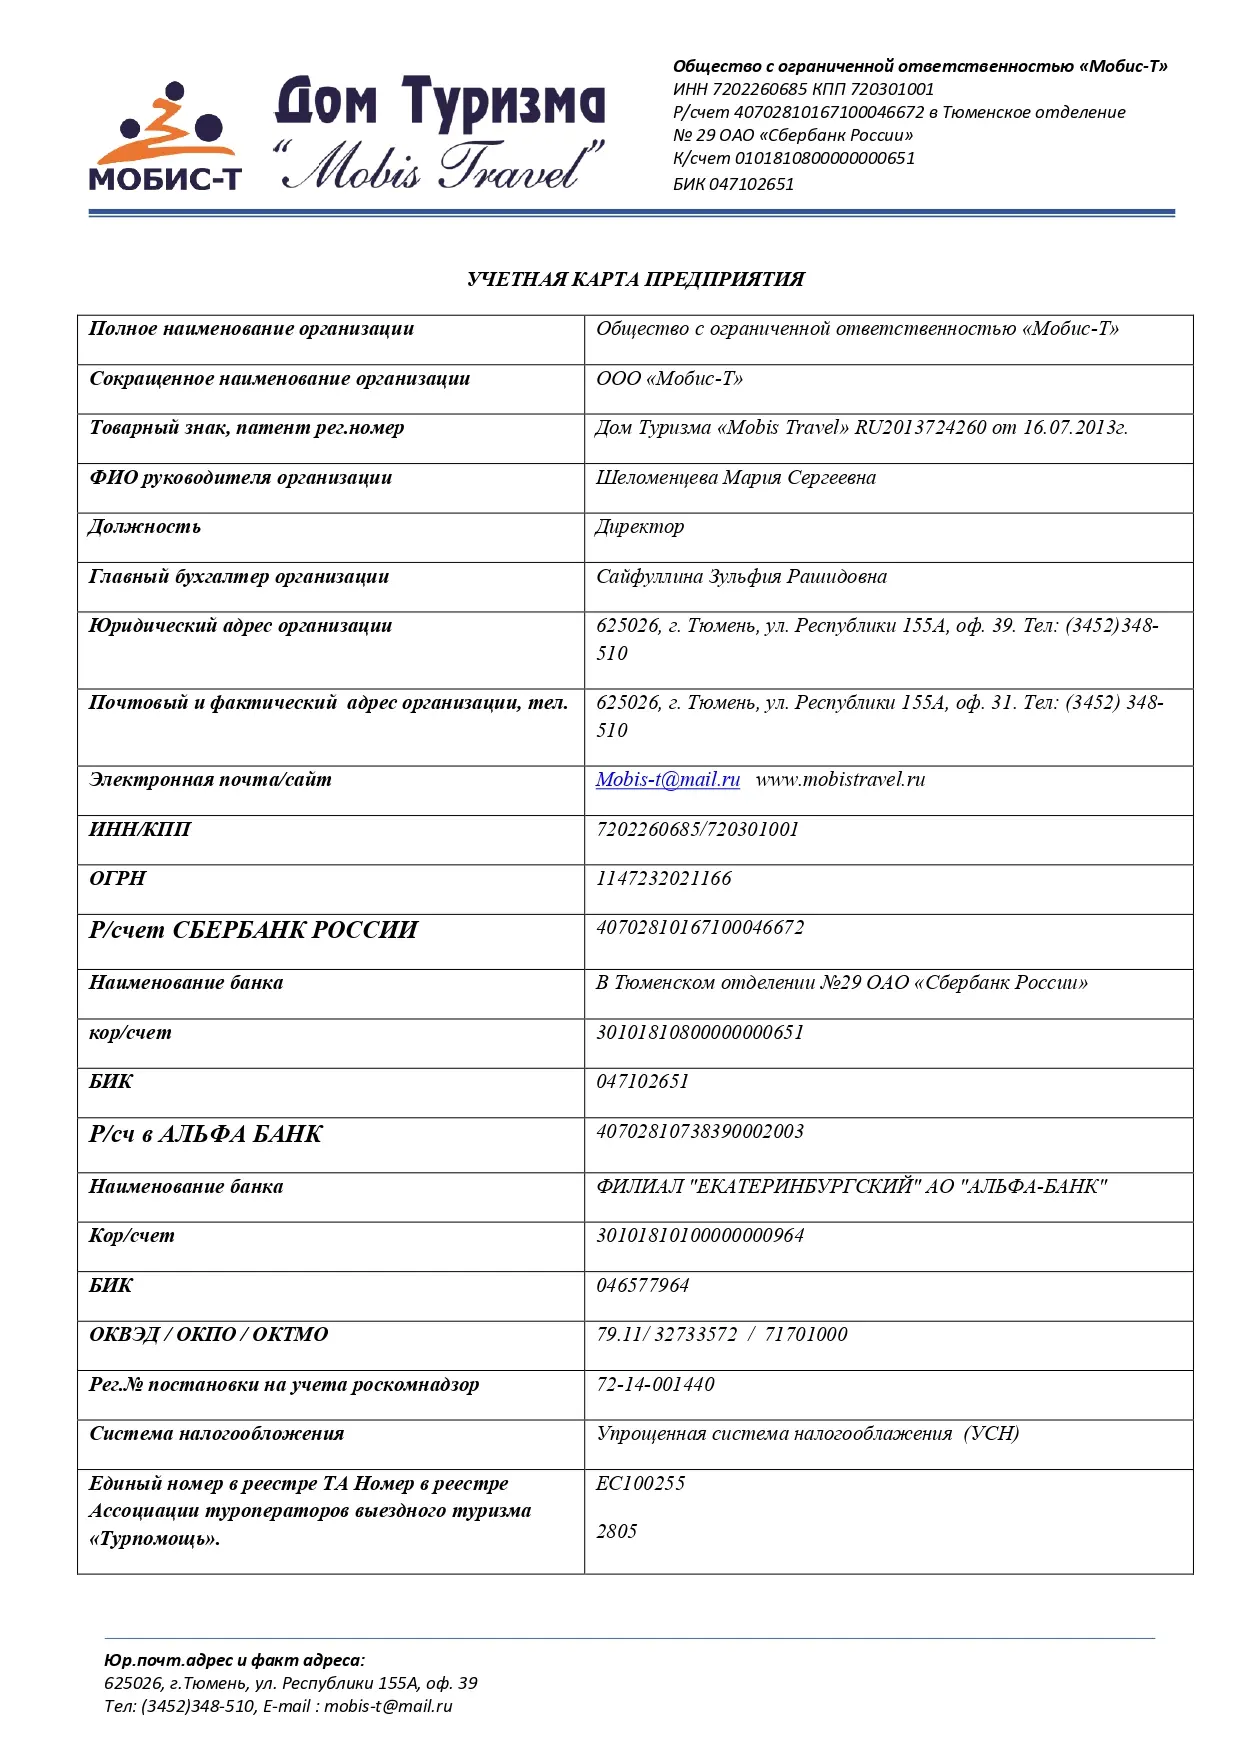 МОБИС-Т
Дом Туризма
“Mobis Travel”
Общество с ограниченной ответственностью «Мобис-Т»
ИНН 7202260685 КПП 720301001
Р/счет 40702810167100046672 в Тюменское отделение
№ 29 ОАО «Сбербанк России»
К/счет 0101810800000000651
БИК 047102651
УЧЕТНАЯ КАРТА ПРЕДПРИЯТИЯ
Полное наименование организации
Общество с ограниченной ответственностью «Мобис-Т»
Сокращенное наименование организации
ООО «Мобис-Т»
Товарный знак, патент рег.номер
Дом Туризма «Mobis Travel» RU2013724260 от 16.07.2013г.
ФИО руководителя организации
Шеломенцева Мария Сергеевна
Должность
Директор
Главный бухгалтер организации
Сайфуллина Зульфия Рашидовна
Юридический адрес организации
625026, г. Тюмень, ул. Республики 155А, оф. 39. Тел: (3452)348-
510
Почтовый и фактический адрес организации, тел.
625026, г. Тюмень, ул. Республики 155А, оф. 31. Тел: (3452) 348-
510
Электронная почта/сайт
Mobis-t@mail.ru www.mobistravel.ru
ИНН/КПП
7202260685/720301001
ОГРН
1147232021166
Р/счет СБЕРБАНК РОССИИ
40702810167100046672
Наименование банка
В Тюменском отделении №29 ОАО «Сбербанк России»
кор/счет
30101810800000000651
БИК
047102651
Р/сч в АЛЬФА БАНК
40702810738390002003
Наименование банка
ФИЛИАЛ "ЕКАТЕРИНБУРГСКИЙ" АО "АЛЬФА-БАНК"
Кор/счет
30101810100000000964
БИК
046577964
ОКВЭД / ОКПО / ОКТМО
79.11/ 32733572 / 71701000
Рег.№ постановки на учета роскомнадзор
72-14-001440
Система налогообложения
Упрощенная система налогооблажения (УСН)
Единый номер в реестре ТА Номер в реестре
Ассоциации туроператоров выездного туризма
«Турпомощь».
ЕС100255
2805
Юр.почт.адрес и факт адреса:
625026, г.Тюмень, ул. Республики 155А, оф. 39
Тел: (3452)348-510, E-mail : mobis-t@mail.ru